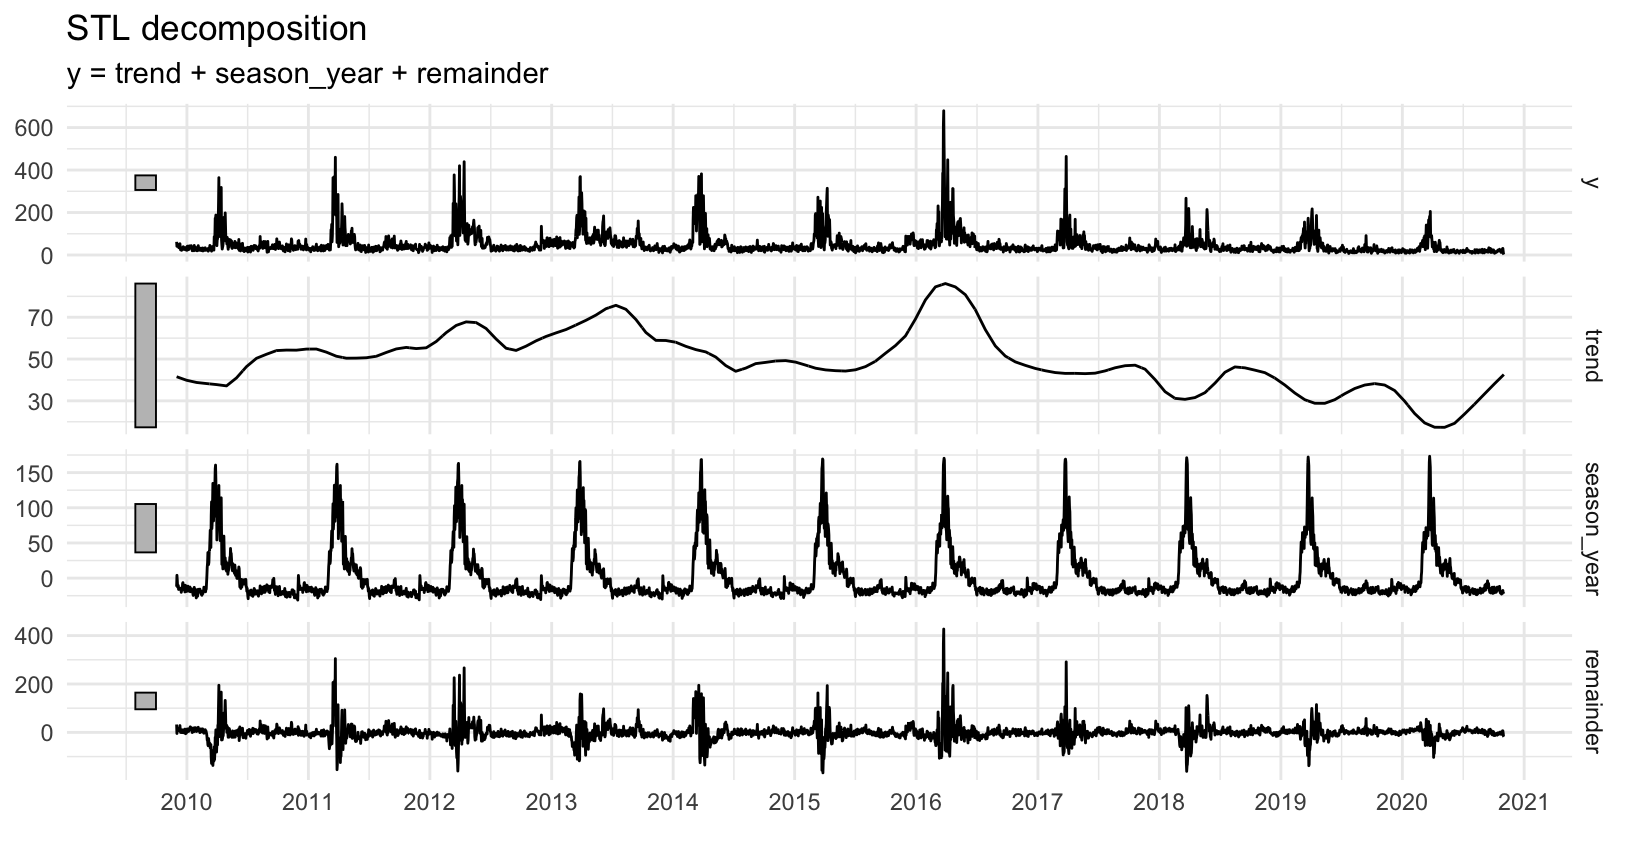 STL decomposition
y = trend + season_year + remainder
600
400
200
0
y
70
50
30
trend
150
100
50
0
season_year
400
200
0
remainder
2010 2011 2012 2013 2014 2015 2016 2017 2018 2019 2020 2021